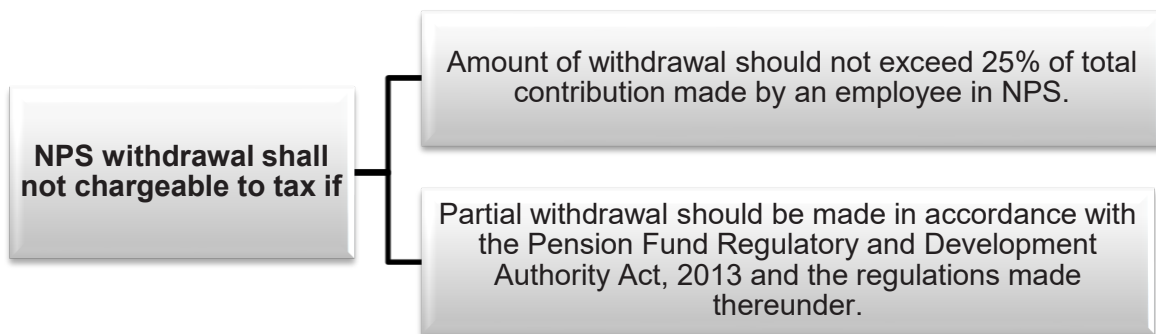 NPS withdrawal shall
not chargeable to tax if
Amount of withdrawal should not exceed 25% of total
contribution made by an employee in NPS.
Partial withdrawal should be made in accordance with
the Pension Fund Regulatory and Development
Authority Act, 2013 and the regulations made
thereunder.